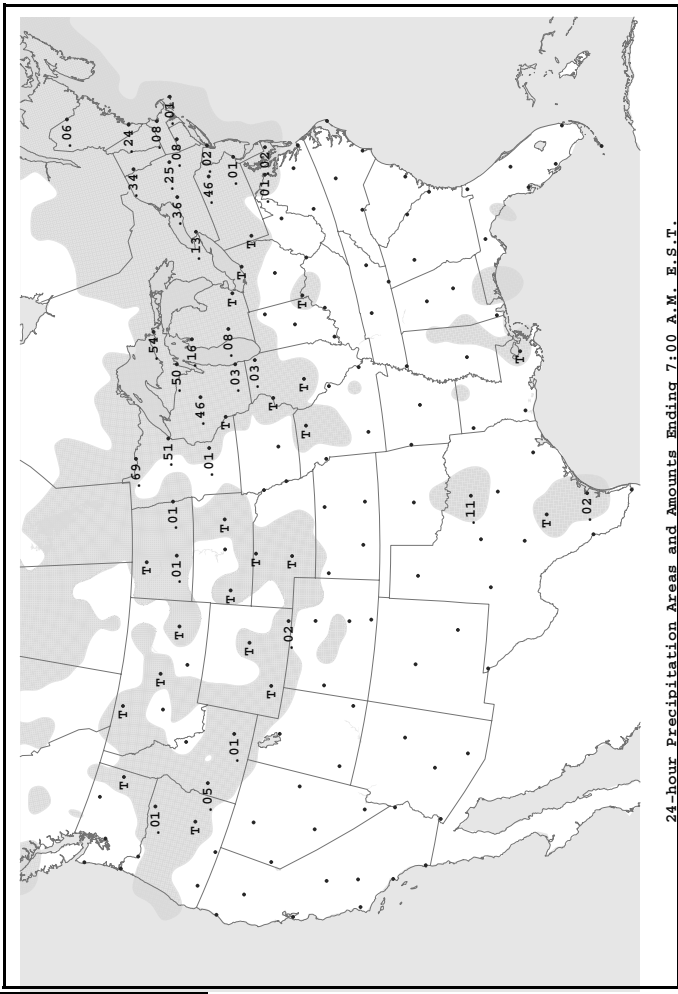 .06
T
T
.24
.34
.69
T
.54
.01
.08
T
.51
.25
.01
.01
.01
.50
.36
.08
T
.16
T
.13
.46
.02
.05
.01
.46
T
T
.08
T
T
.01
.01
.03
T
T
T
.03
T
.01
.02
T
T
.02
T
T
T
T
.11
T
T
.02
24-hour Precipitation Areas and Amounts Ending 7:00 A.M. E.S.T.